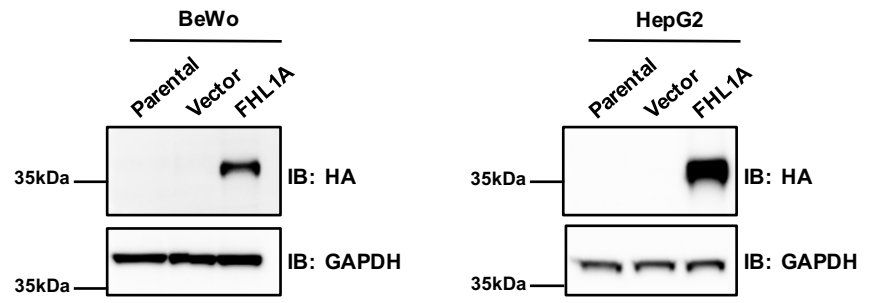 BeWo
Parental Vector FHL1A
35kDa IB: HA
35kDa IB: GAPDH
HepG2
Parental Vector FHL1A
35kDa IB: HA
35kDa IB: GAPDH